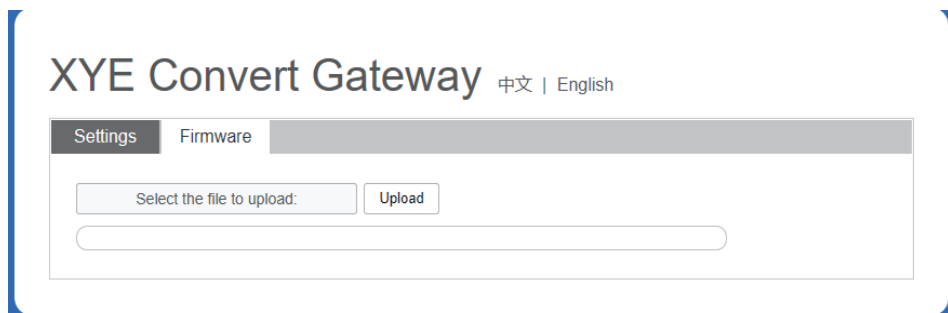 XYE Convert Gateway 中文 | English
Settings Firmware
Select the file to upload: Upload